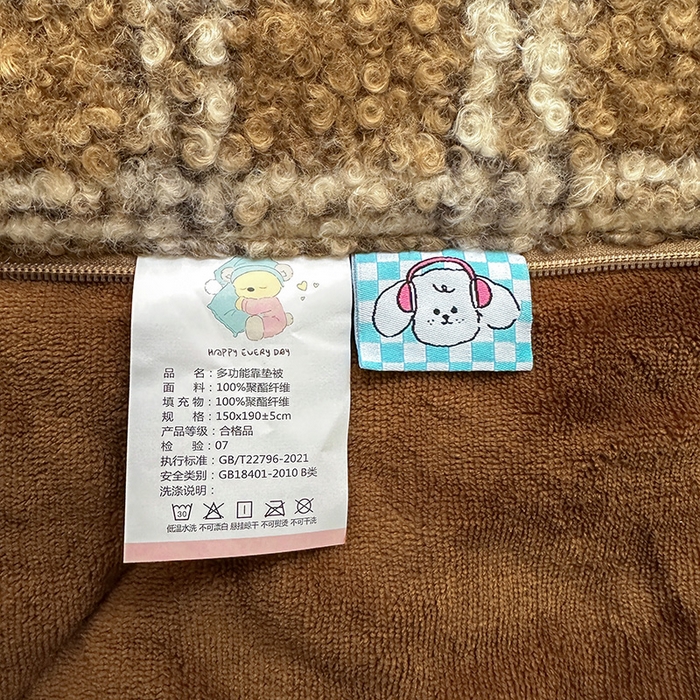 HAPPY EVERY DAY
品 名：多功能靠垫被
面 料：100%聚酯纤维
填 充 物：100%聚酯纤维
规 格：150x190±5cm
产品等级：合格品
检 验：07
执行标准：GB/T22796-2021
安全类别：GB18401-2010 B类
洗涤说明：
30
低温水洗 不可漂白 悬挂晾干 不可熨烫 不可干洗